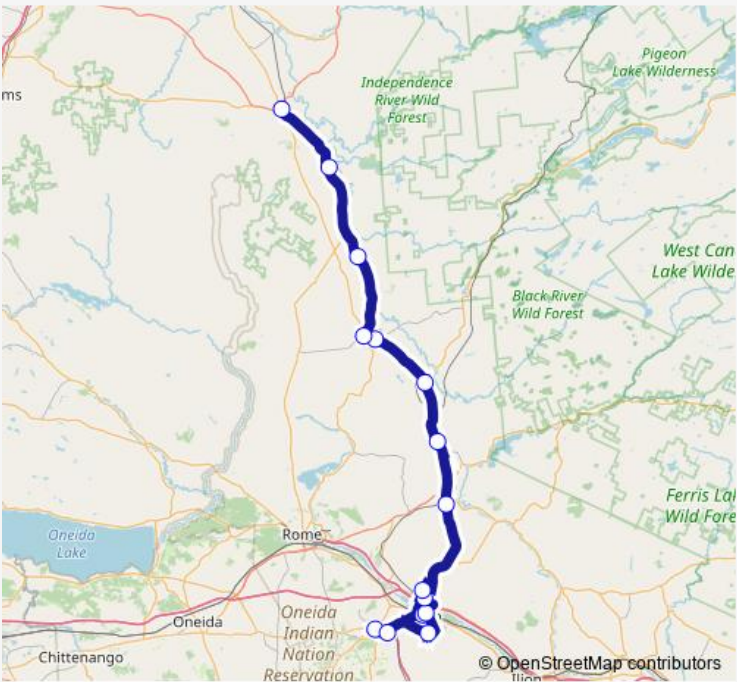 Pigeon
Lake Wilderness
Independence
River Wild
Forest
ms
West Can
Lake Wilde
Black River
Wild Forest
Ferris Lak
Wild Fore
Oneida
Lake
Rome
Oneida
Oneida
Indian
Nation
Reservation
Chittenango
© OpenStreetMap contributors
Ilion